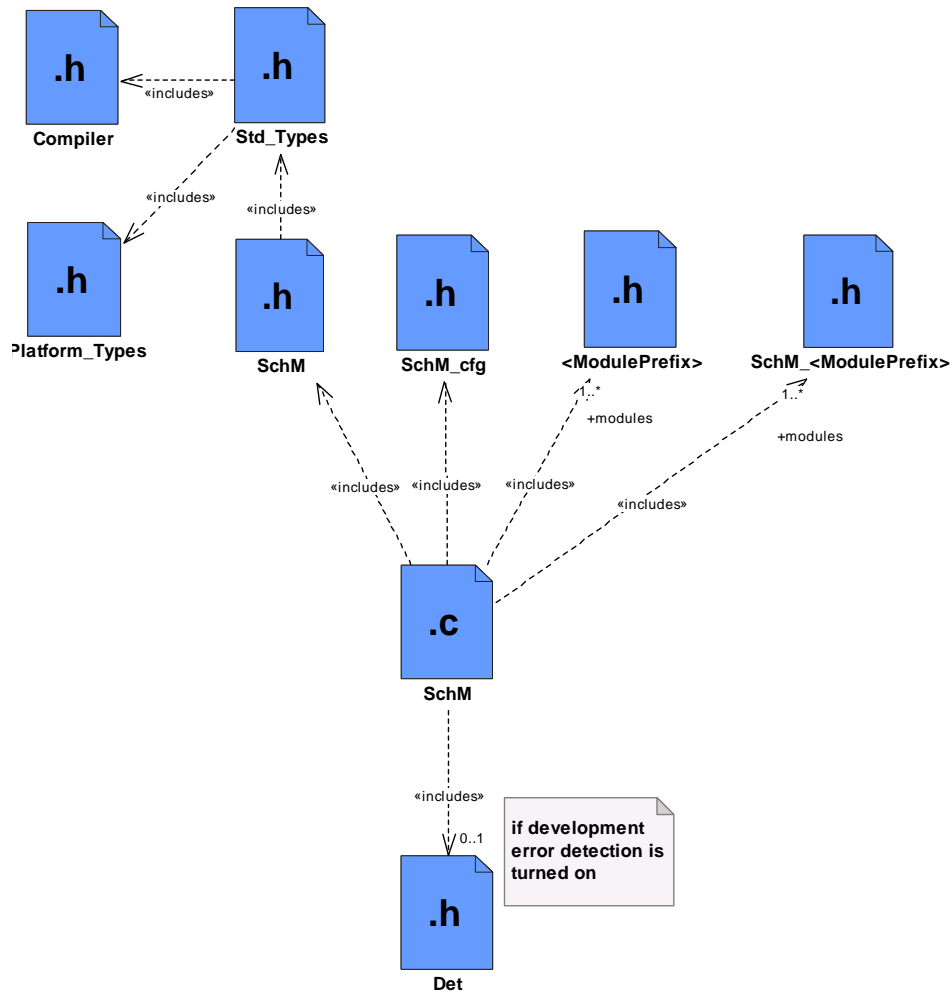 .h
.h
«includes»
Compiler
Std_Types
«includes»
«includes»
.h
.h
.h
.h
.h
Platform_Types
SchM
SchM_cfg
<ModulePrefix>
SchM_<ModulePrefix>
1..*
1..*
+modules
+modules
«includes»
«includes»
«includes»
«includes»
.c
SchM
«includes»
0..1
if development
error detection is
turned on
.h
Det